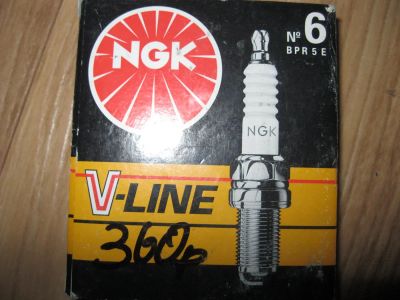 NGK
Nº 6
BPR5E
NGK
V-LINE
360р